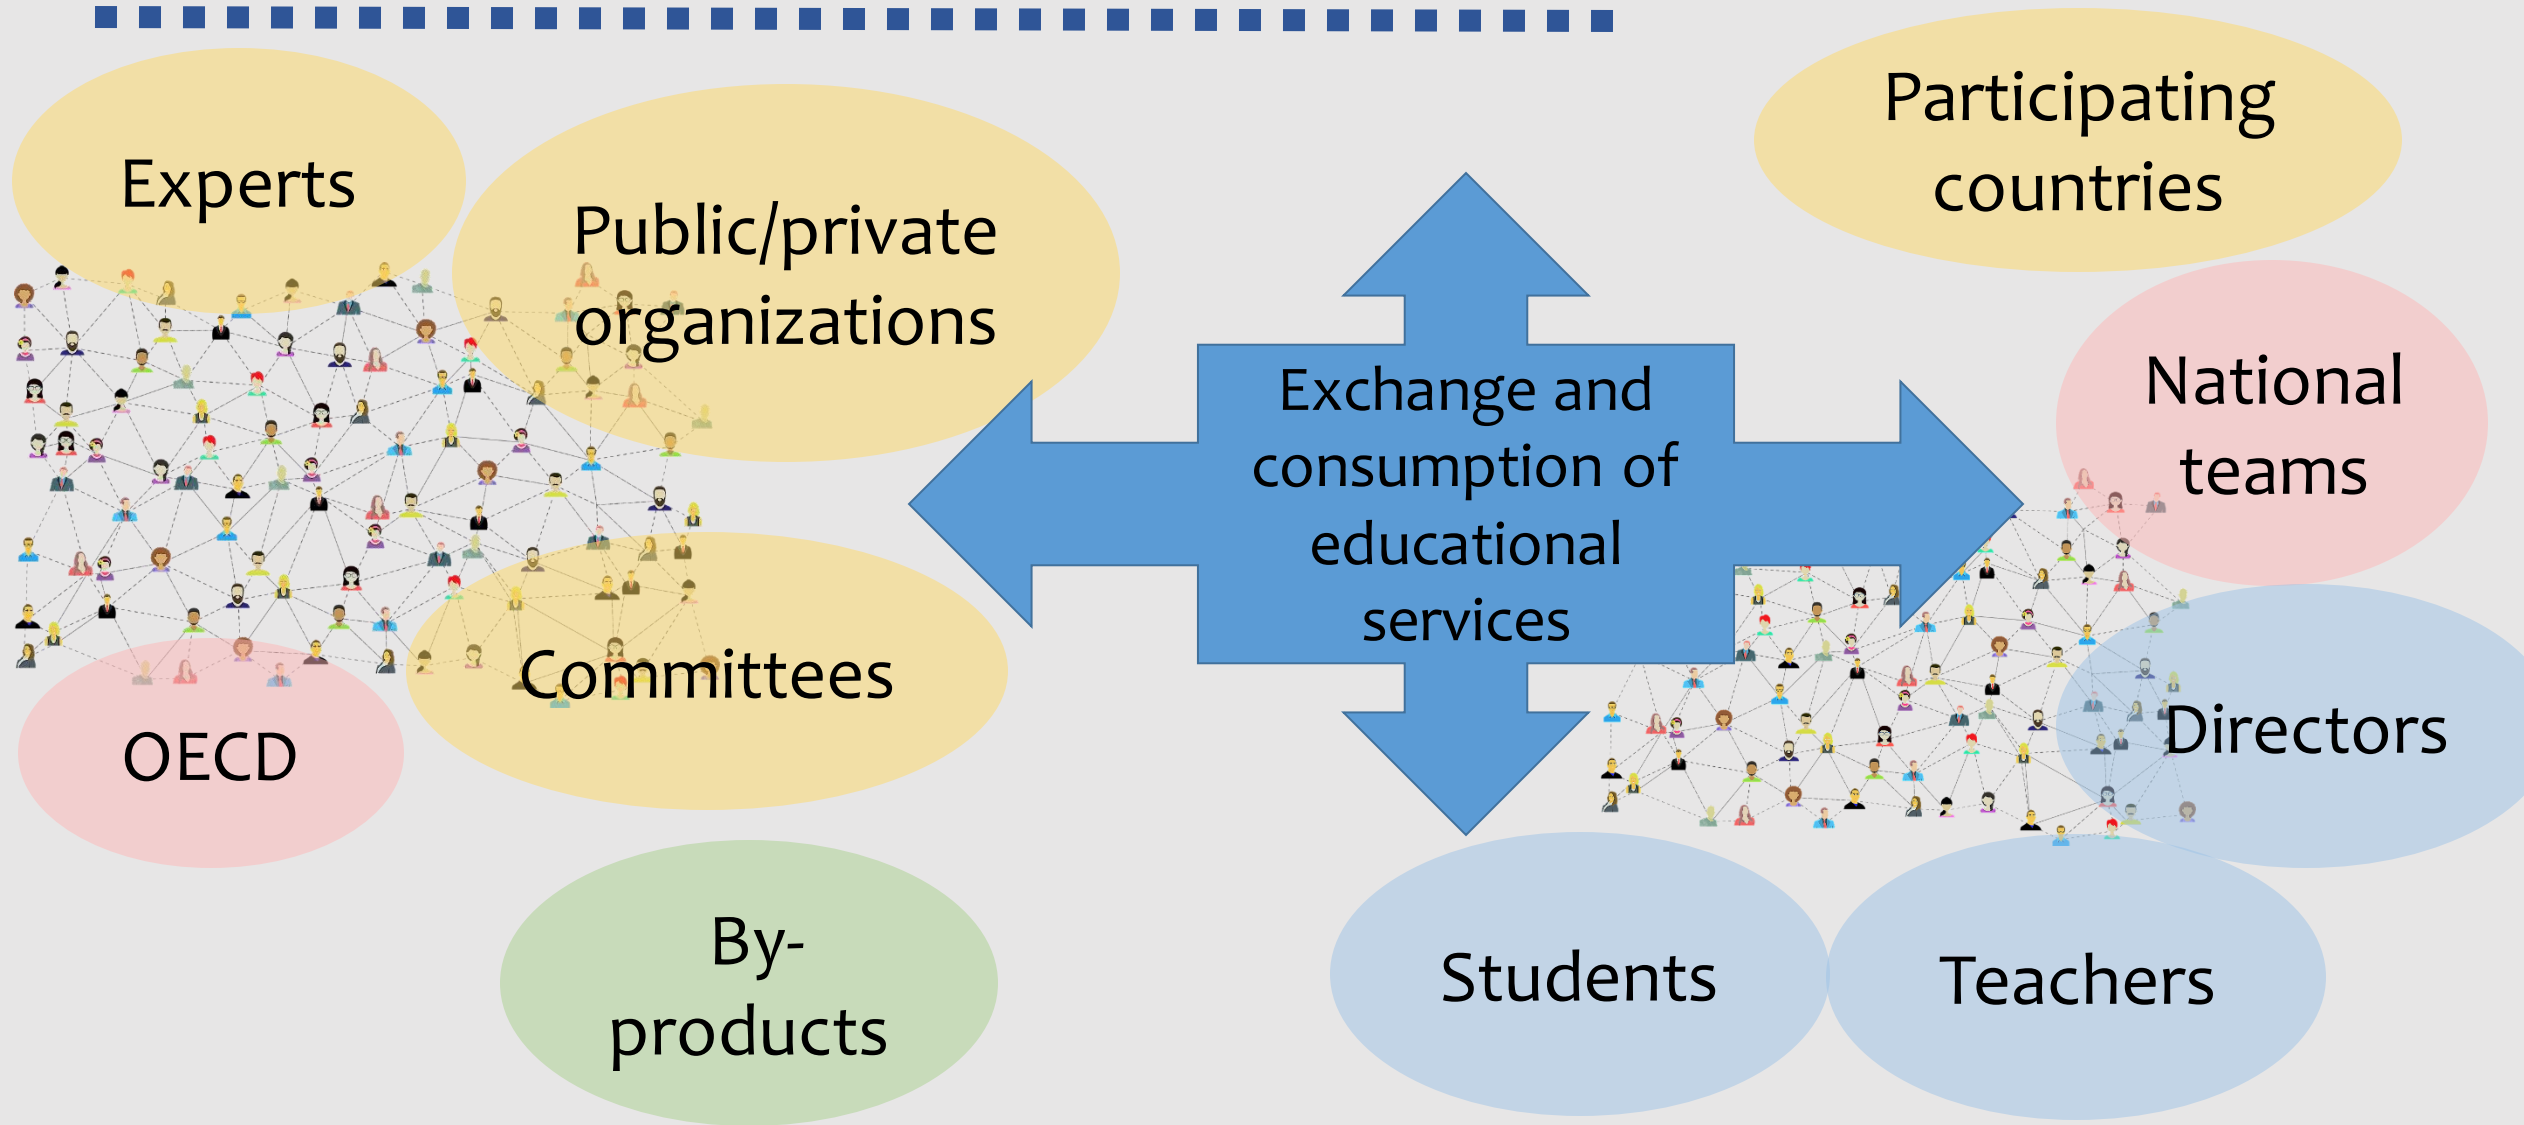 Experts
Public/private
organizations
Committees
OECD
By-
products
Exchange and
consumption of
educational
services
Participating
countries
National
teams
Directors
Students
Teachers